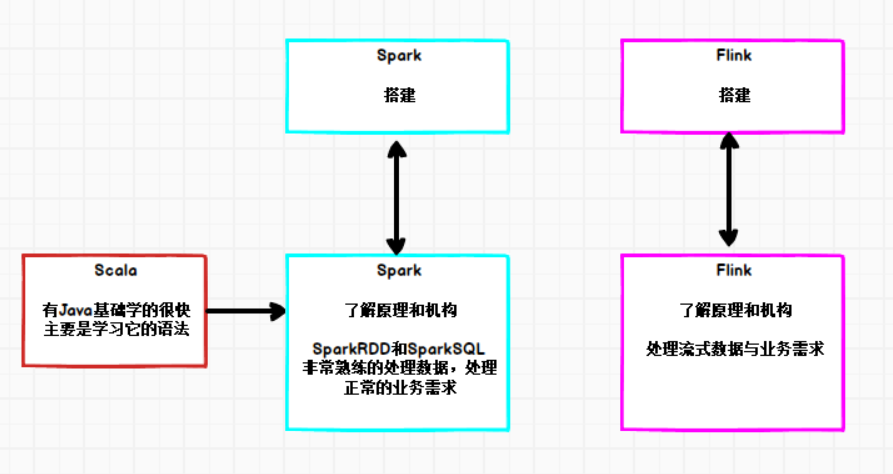 Spark
搭建
Flink
搭建
Scala
有Java基础学的很快
主要是学习它的语法
Spark
了解原理和机构
SparkRDD和SparkSQL
非常熟练的处理数据，处理
正常的业务需求
Flink
了解原理和机构
处理流式数据与业务需求